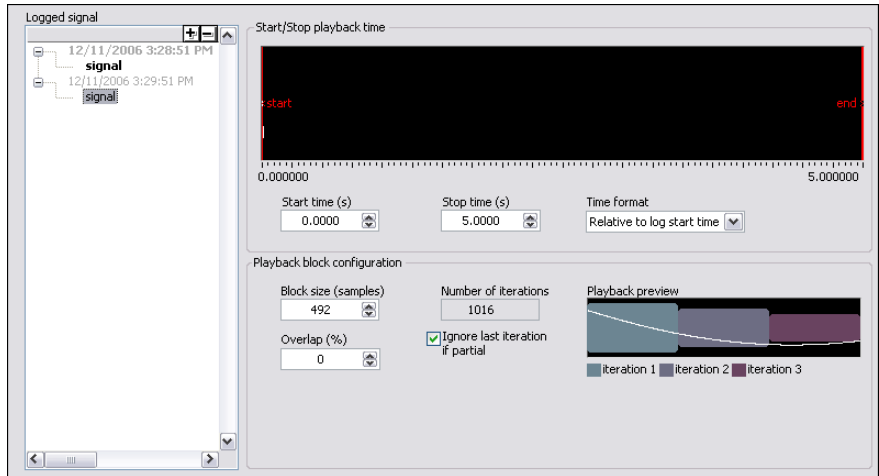 Logged signal
12/11/2006 3:28:51 PM
signal
12/11/2006 3:29:51 PM
signal
Start/Stop playback time
start
end
0.000000
5.000000
Start time (s)
0.0000
Stop time (s)
5.0000
Time format
Relative to log start time
Playback block configuration
Block size (samples)
492
Number of iterations
1016
Overlap (%)
0
Ignore last iteration
if partial
Playback preview
iteration 1
iteration 2
iteration 3